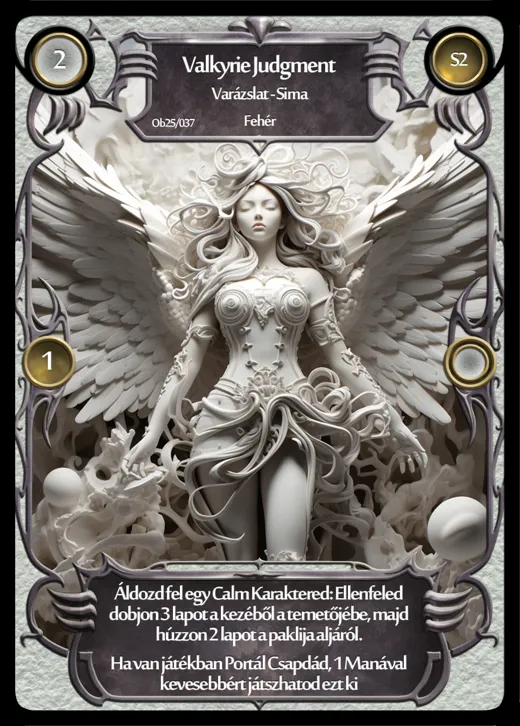 2
Valkyrie Judgment
S2
Varázslat - Sima
Ob25/037
Fehér
1
Áldozd fel egy Calm Karaktered: Ellenfeled
dobjon 3 lapot a kezéből a temetőjébe, majd
húzzon 2 lapot a paklija aljáról.
Ha van játékban Portál Csapdád, 1 Manával
kevesebbért játszhatod ezt ki